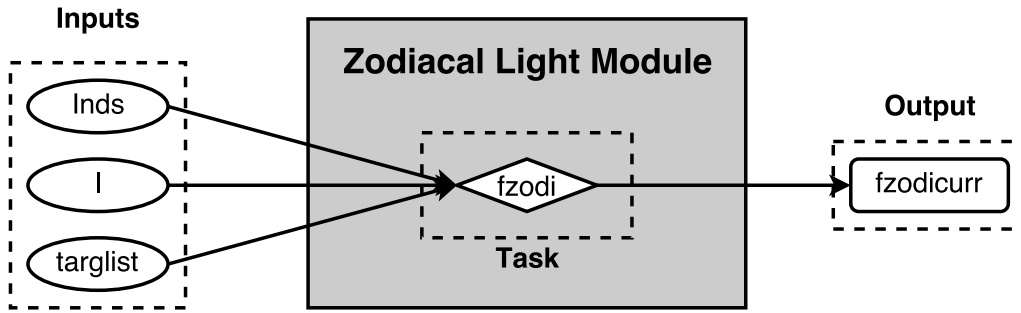 Inputs
Inds
I
targlist
Zodiacal Light Module
fzodi
Task
Output
fzodicurr